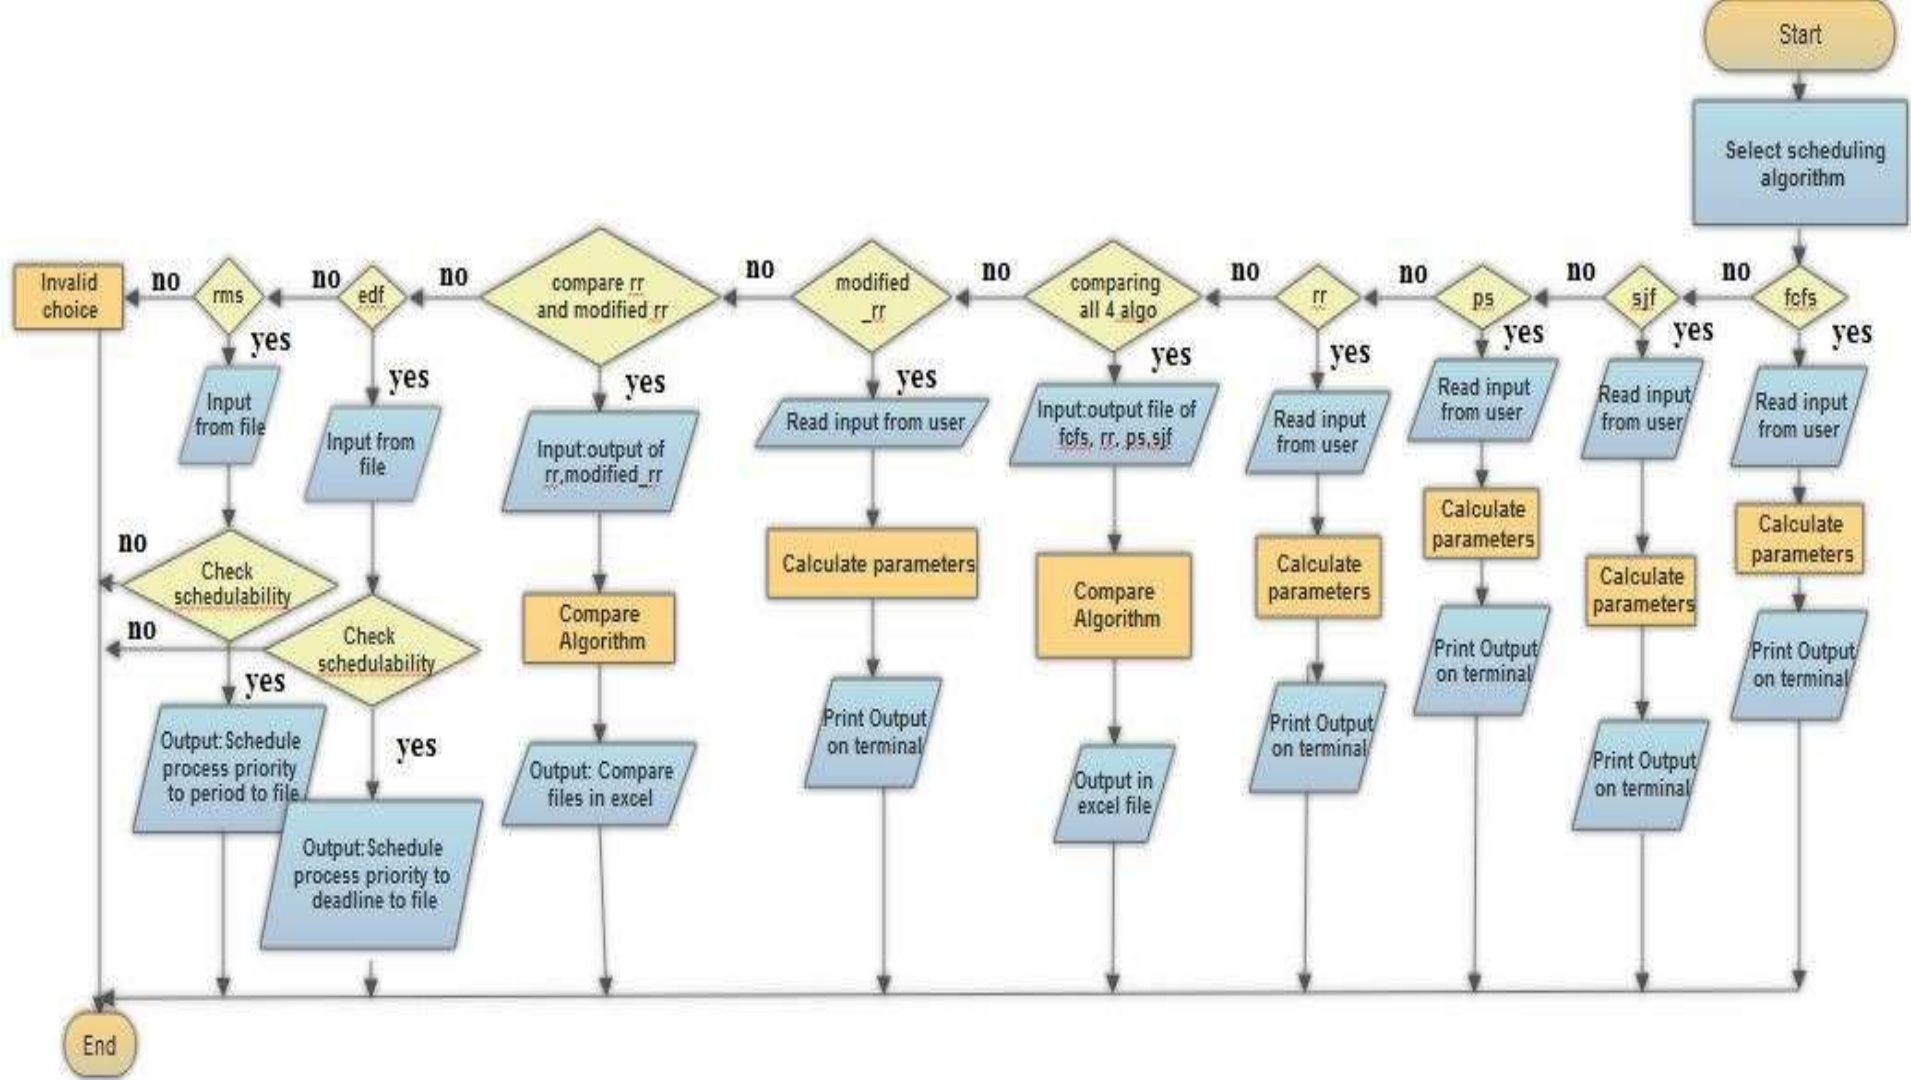 Start
Select scheduling
algorithm
fcfs
no
yes
Read input
from user
Calculate
parameters
Print Output
on terminal
sjf
no
yes
Read input
from user
Calculate
parameters
Print Output
on terminal
ps
no
yes
Read input
from user
Calculate
parameters
Print Output
on terminal
rr
no
yes
Read input
from user
Calculate
parameters
Print Output
on terminal
comparing
all 4 algo
no
yes
Input:output file of
fcfs, rr, ps,sjf
Compare
Algorithm
Output in
excel file
modified
_rr
no
yes
Read input from user
Calculate parameters
Print Output
on terminal
compare rr
and modified rr
no
yes
Input:output of
rr,modified_rr
Compare
Algorithm
Output: Compare
files in excel
edf
no
yes
Input from
file
Check
schedulability
no
yes
Output:Schedule
process priority to
deadline to file
rms
no
yes
Input
from file
Check
schedulability
no
yes
Output:Schedule
process priority
to period to file
Invalid
choice
End